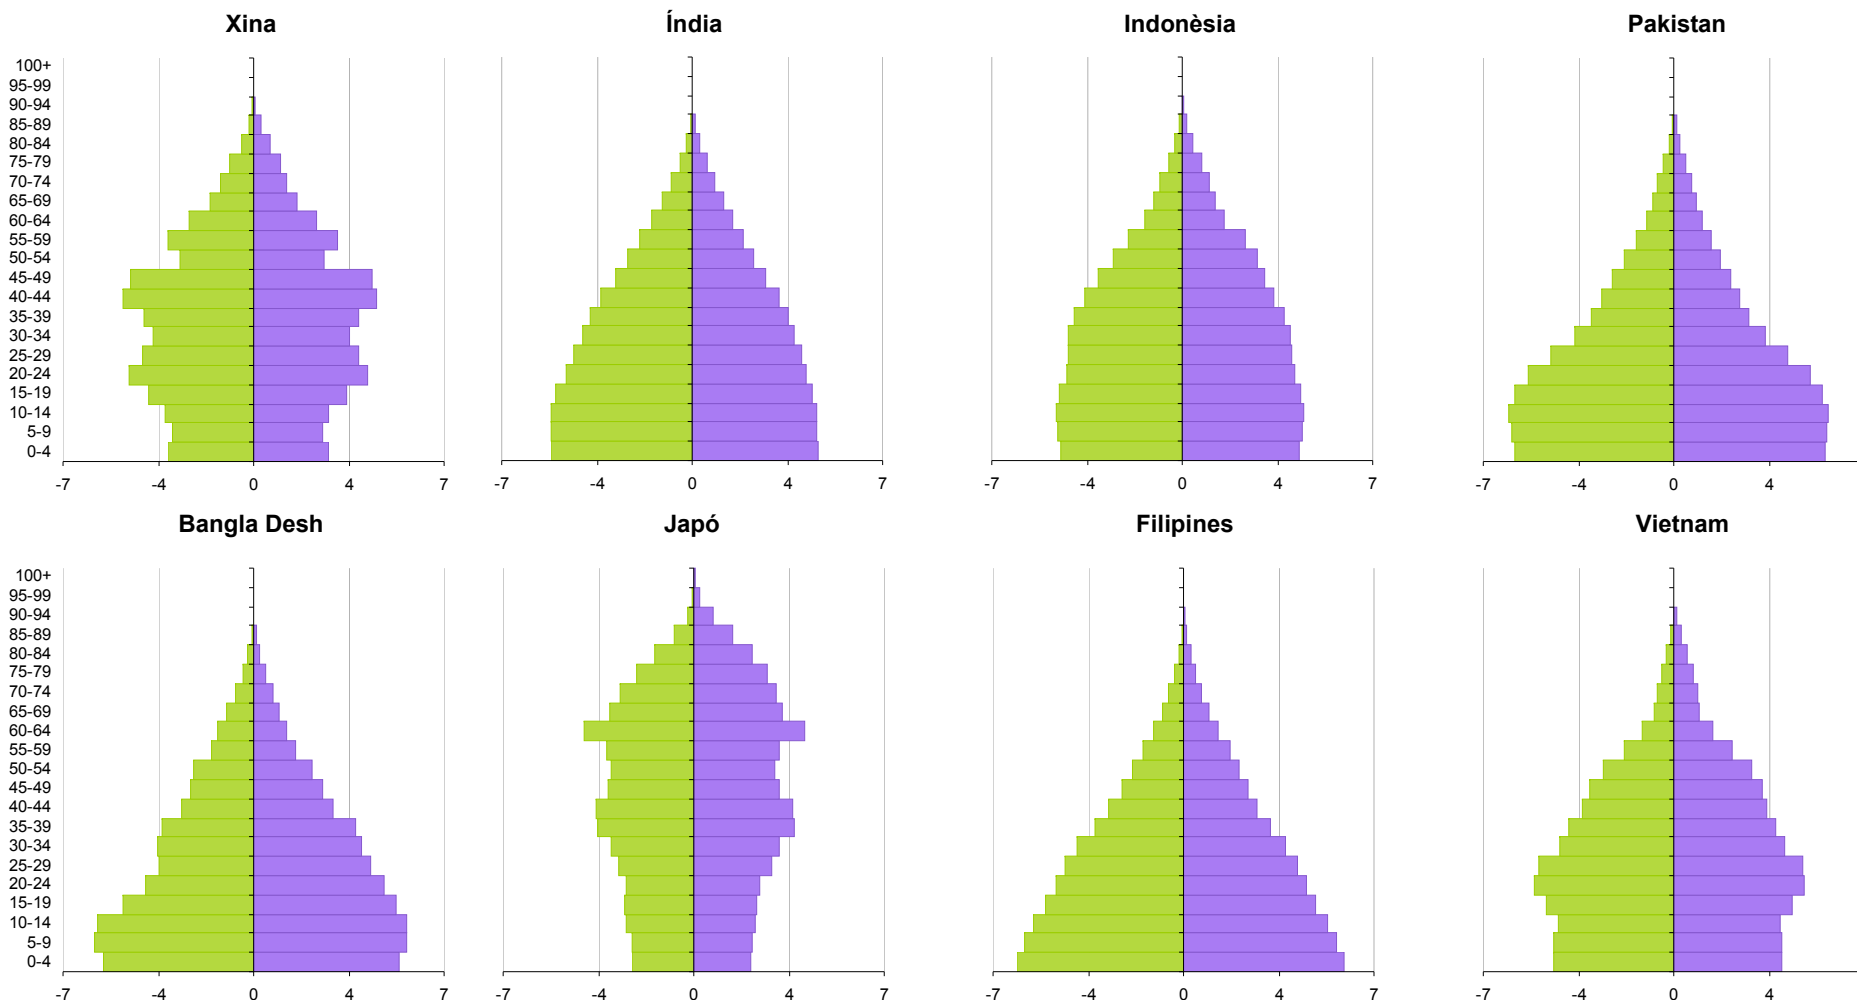 Xina
Índia
Indonèsia
Pakistan
100+
95-99
90-94
85-89
80-84
75-79
70-74
65-69
60-64
55-59
50-54
45-49
40-44
35-39
30-34
25-29
20-24
15-19
10-14
5-9
0-4
-7 -4 0 4 7
-7 -4 0 4 7
-7 -4 0 4 7
-7 -4 0 4
Bangla Desh
Japó
Filipines
Vietnam
100+
95-99
90-94
85-89
80-84
75-79
70-74
65-69
60-64
55-59
50-54
45-49
40-44
35-39
30-34
25-29
20-24
15-19
10-14
5-9
0-4
-7 -4 0 4 7
-7 -4 0 4 7
-7 -4 0 4 7
-7 -4 0 4